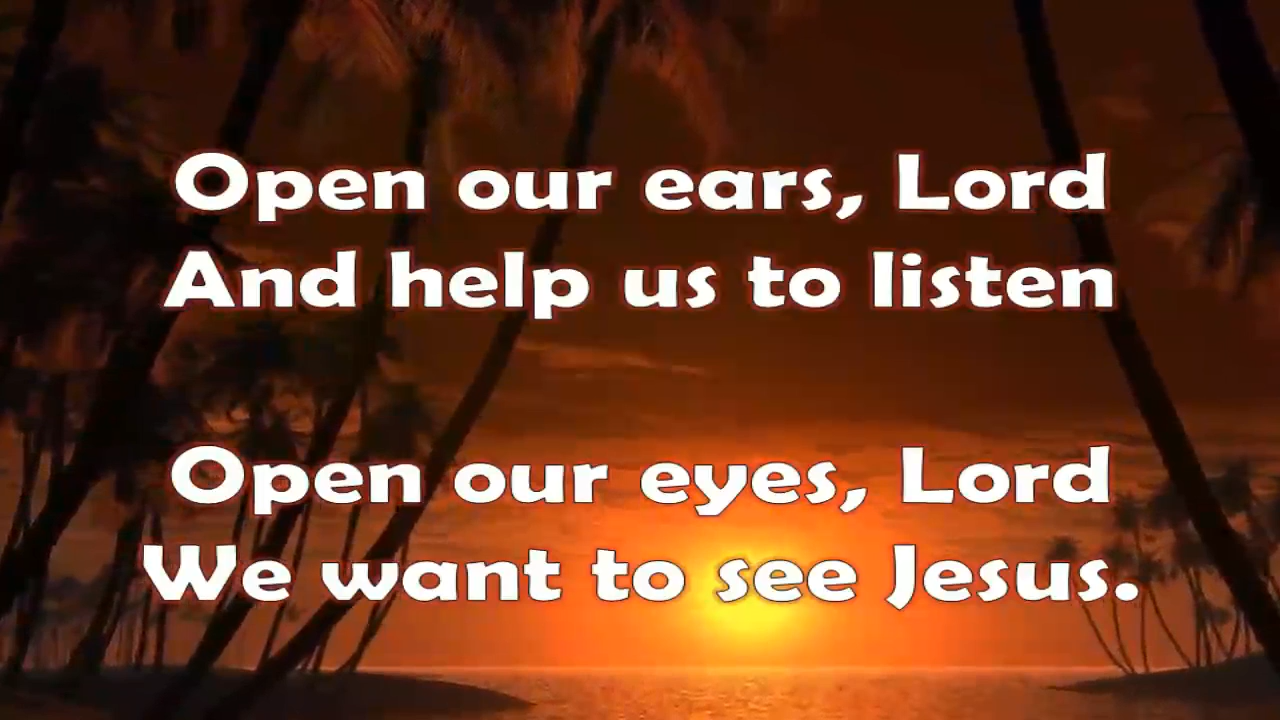 Open our ears, Lord
And help us to listen
Open our eyes, Lord
We want to see Jesus.